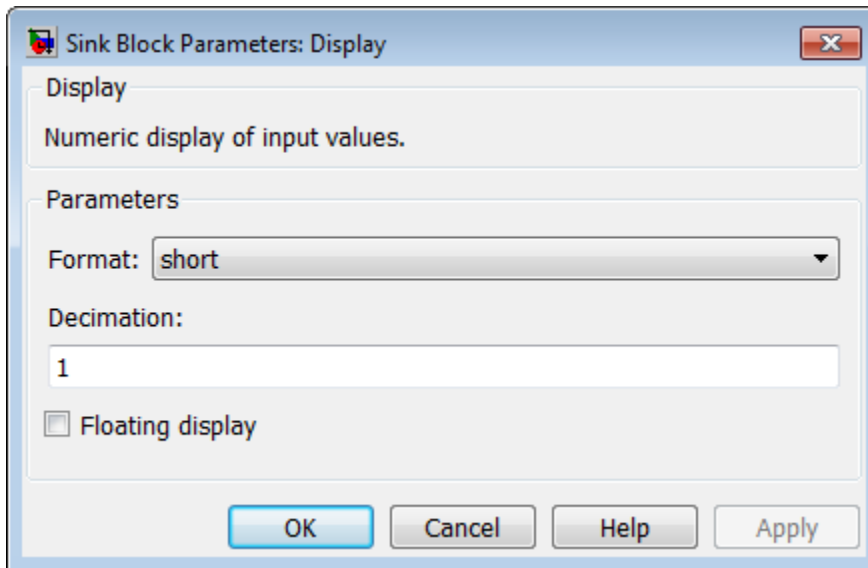 Sink Block Parameters: Display
Display
Numeric display of input values.
Parameters
Format: short
Decimation:
1
Floating display
OK Cancel Help Apply